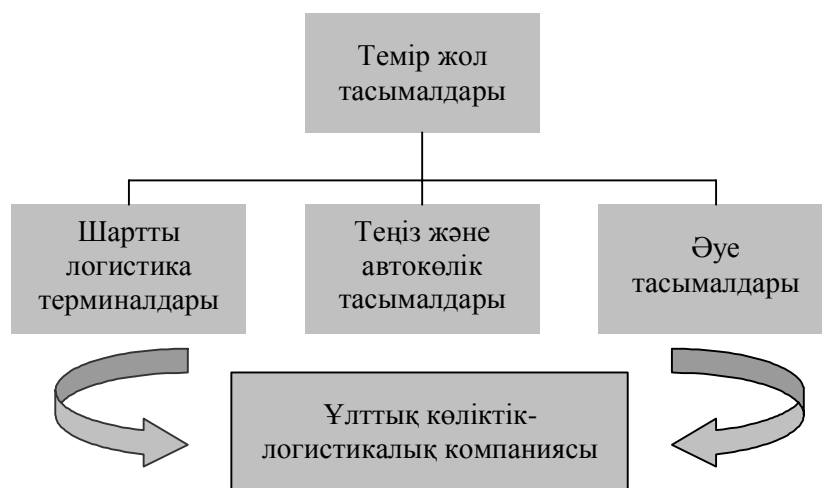 Темір жол
тасымалдары
Шартты
логистика
терминалдары
Теңіз және
автокөлік
тасымалдары
Әуе
тасымалдары
Ұлттық көліктік-
логистикалық компаниясы